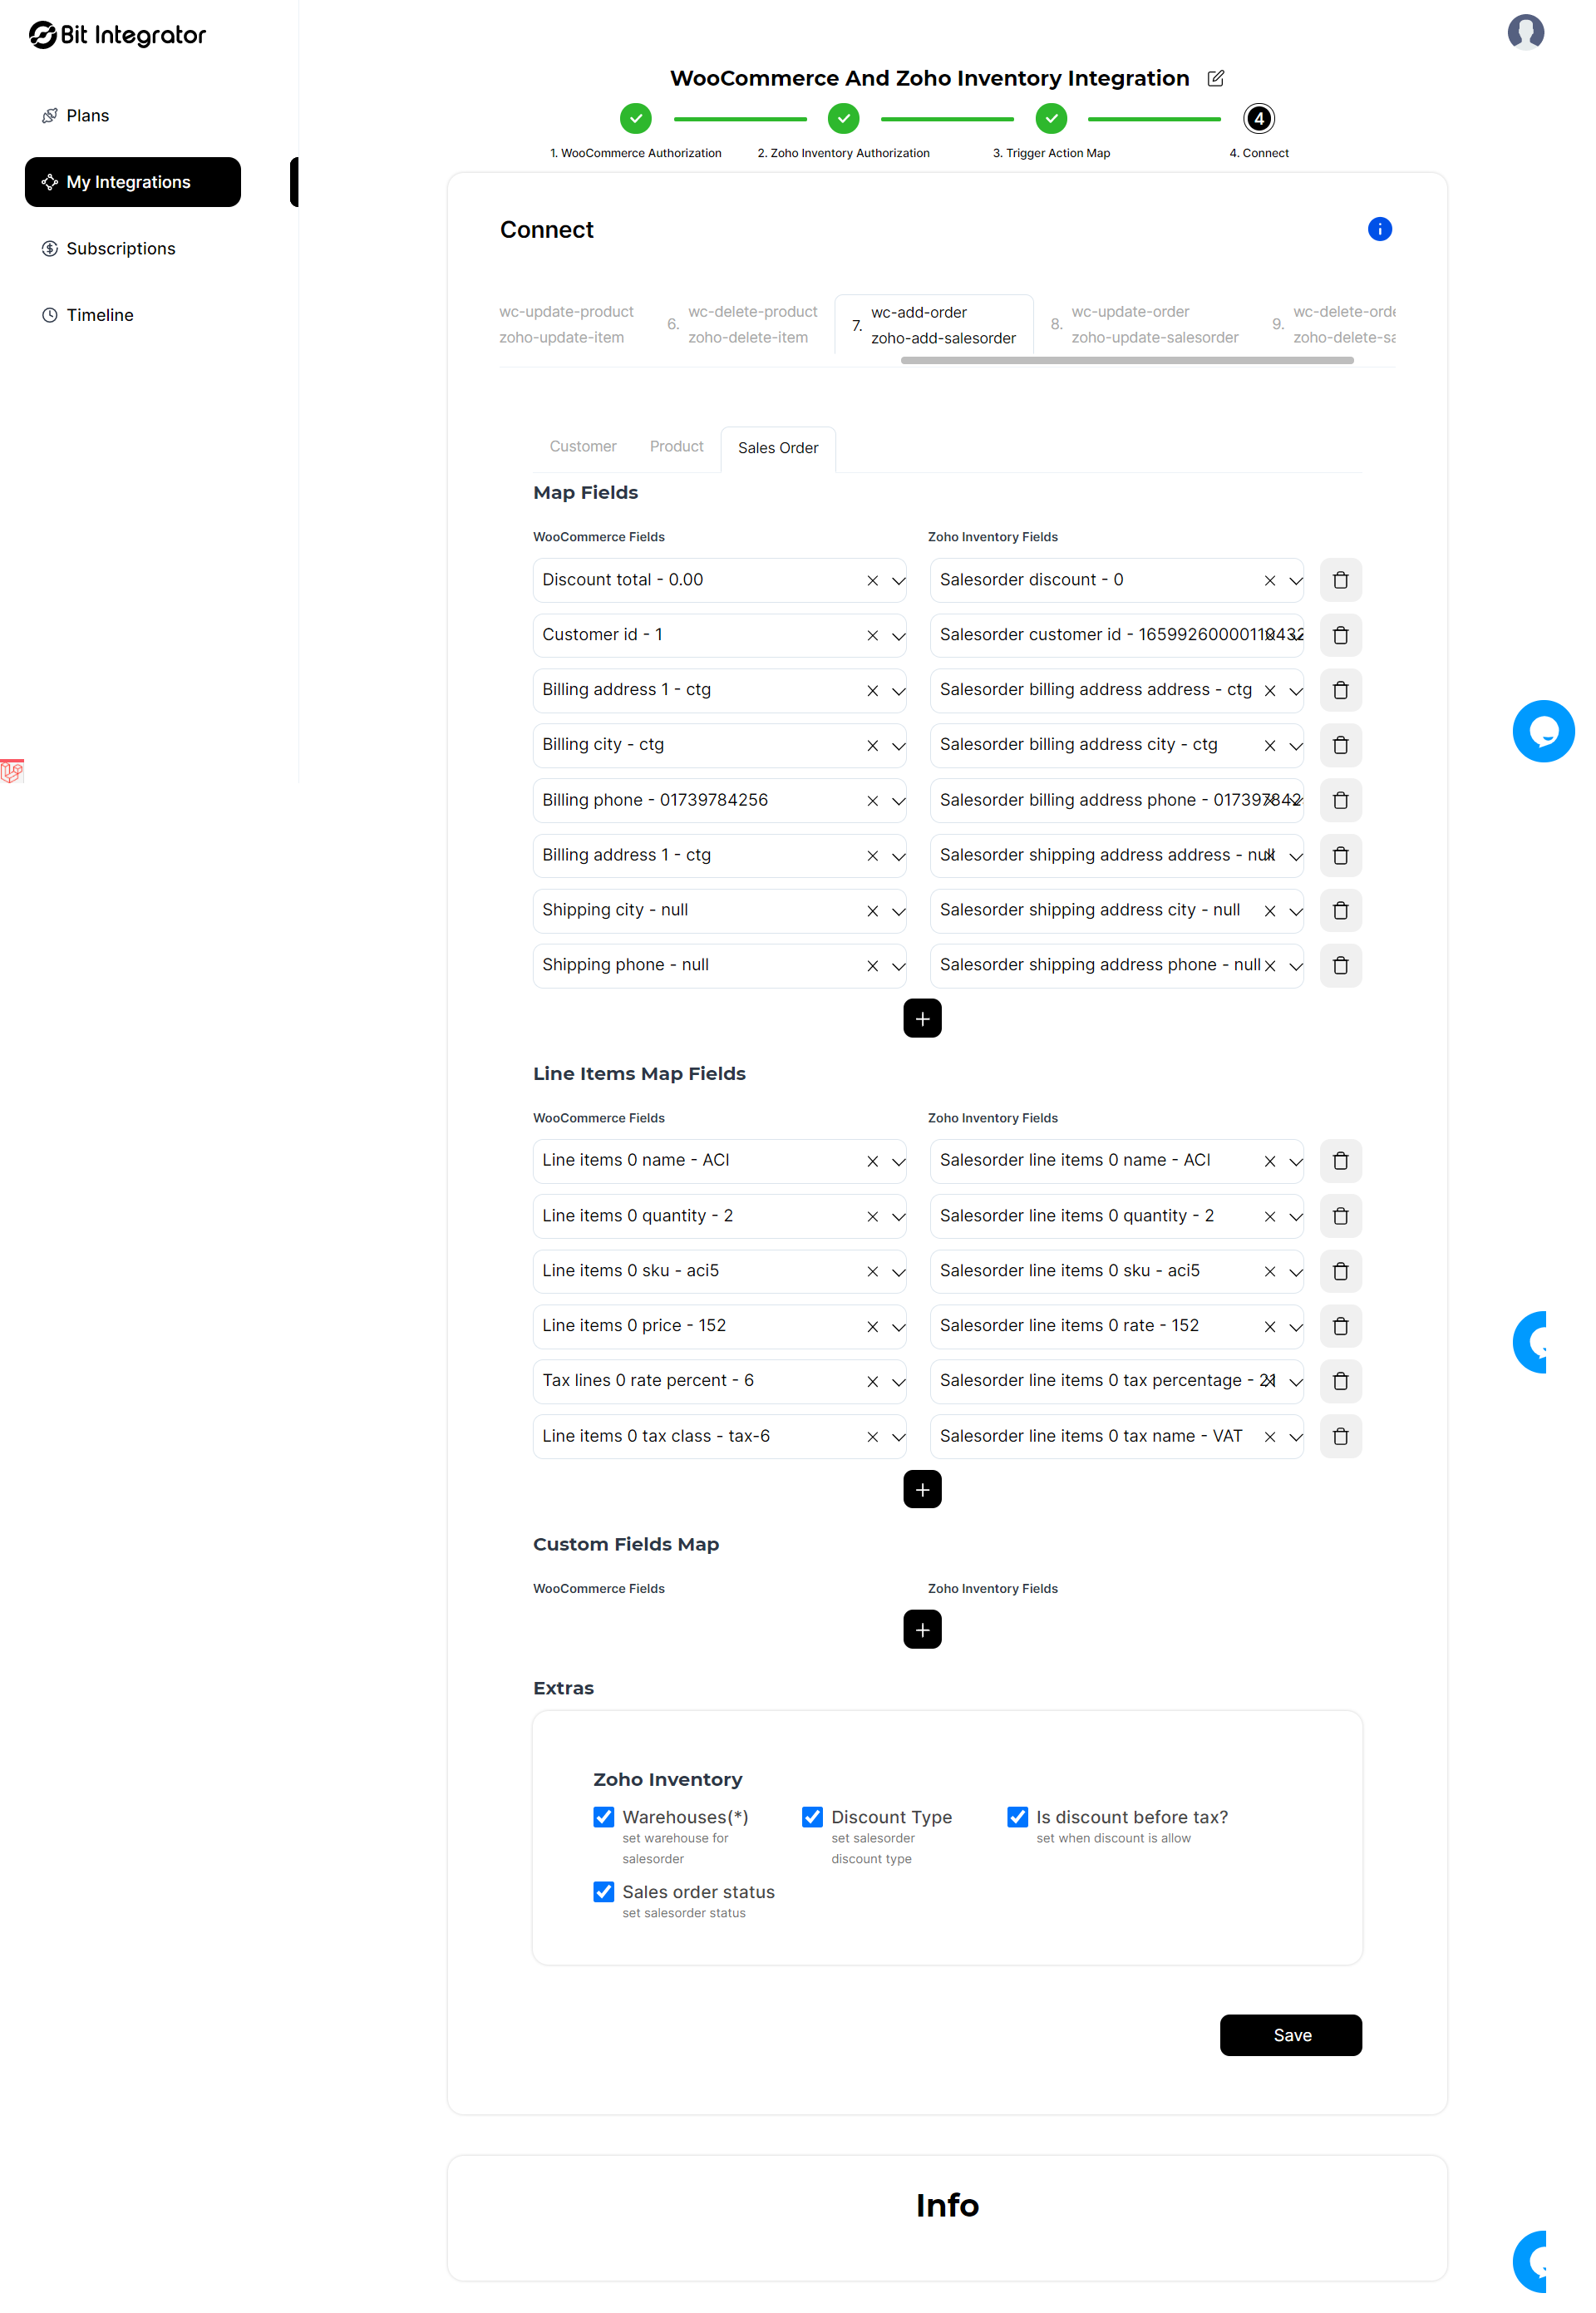 Bit Integrator
Plans
My Integrations
Subscriptions
Timeline
WooCommerce And Zoho Inventory Integration
4
1. WooCommerce Authorization
2. Zoho Inventory Authorization
3. Trigger Action Map
4. Connect
Connect
i
wc-update-product
zoho-update-item
6. wc-delete-product
zoho-delete-item
7. wc-add-order
zoho-add-salesorder
8. wc-update-order
zoho-update-salesorder
9. wc-delete-orde
zoho-delete-sa
Customer
Product
Sales Order
Map Fields
WooCommerce Fields
Zoho Inventory Fields
Discount total - 0.00
Salesorder discount - 0
Customer id - 1
Salesorder customer id -
Billing address 1 - ctg
Salesorder billing address address - ctg
Billing city - ctg
Salesorder billing address city - ctg
Billing phone - 01739784256
Salesorder billing address phone - 017397842
Billing address 1 - ctg
Salesorder shipping address address - null
Shipping city - null
Salesorder shipping address city - null
Shipping phone - null
Salesorder shipping address phone - null
Line Items Map Fields
WooCommerce Fields
Zoho Inventory Fields
Line items 0 name - ACI
Salesorder line items 0 name - ACI
Line items 0 quantity - 2
Salesorder line items 0 quantity - 2
Line items 0 sku - aci5
Salesorder line items 0 sku - aci5
Line items 0 price - 152
Salesorder line items 0 rate - 152
Tax lines 0 rate percent - 6
Salesorder line items 0 tax percentage - 21
Line items 0 tax class - tax-6
Salesorder line items 0 tax name - VAT
Custom Fields Map
WooCommerce Fields
Zoho Inventory Fields
Extras
Zoho Inventory
Warehouses(*)
set warehouse for
salesorder
Discount Type
set salesorder
discount type
Is discount before tax?
set when discount is allow
Sales order status
set salesorder status
Save
Info